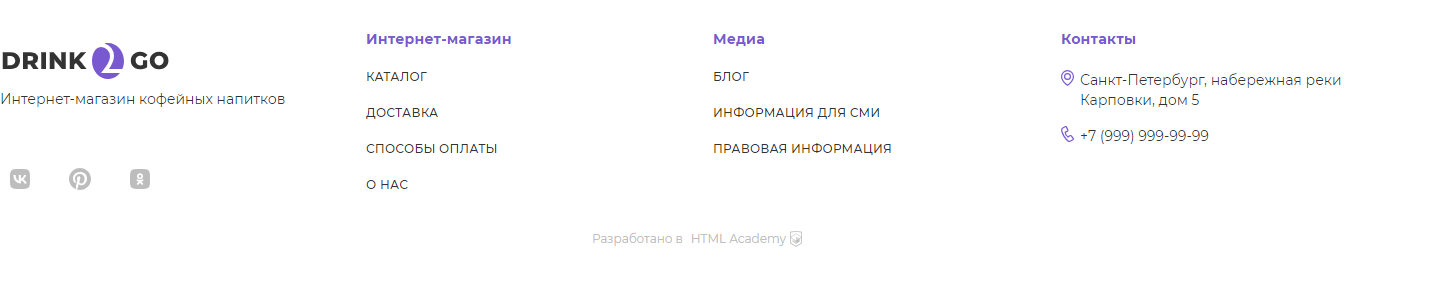 DRINK 2 GO
Интернет-магазин кофейных напитков
Интернет-магазин
КАТАЛОГ
ДОСТАВКА
СПОСОБЫ ОПЛАТЫ
О НАС
Медиа
БЛОГ
ИНФОРМАЦИЯ ДЛЯ СМИ
ПРАВОВАЯ ИНФОРМАЦИЯ
Контакты
Санкт-Петербург, набережная реки
Карповки, дом 5
+7 (999) 999-99-99
Разработано в HTML Academy